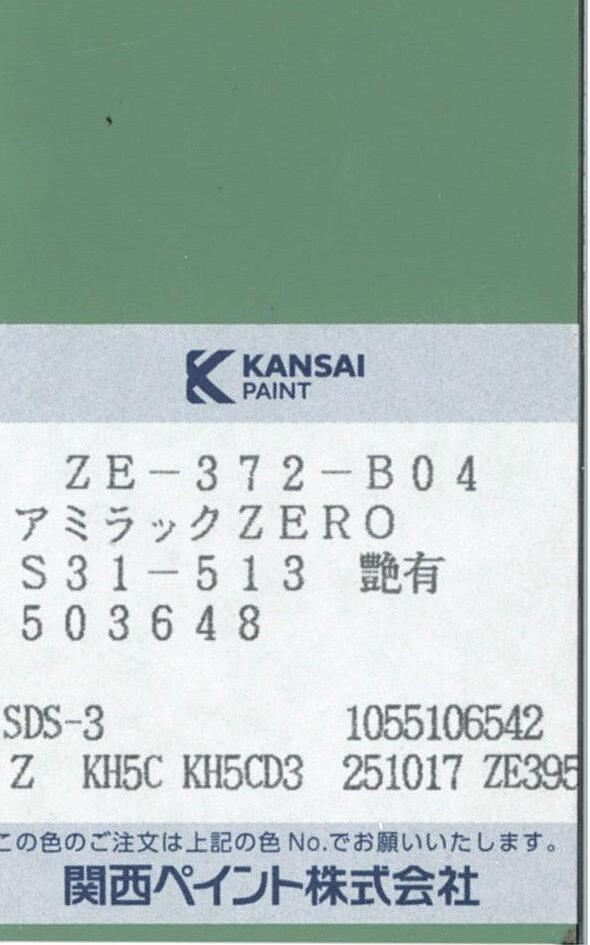 KANSAI
PAINT
ZE-372-B04
アミラックZERO
S31-513 艶有
503648
SDS-3 1055106542
Z KH5C KH5CD3 251017 ZE395
この色のご注文は上記の色 No.でお願いいたします。
関西ペイント株式会社